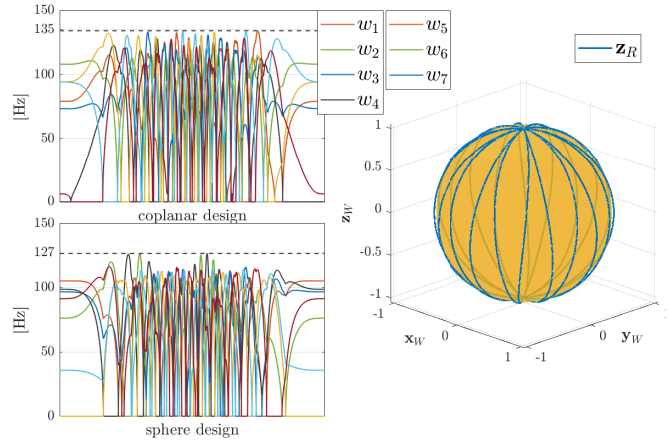 150
135
100
50
0
[Hz]
coplanar design
w1 w5
w2 w6
w3 w7
w4
150
127
100
50
0
[Hz]
sphere design
zR
1
0.5
0
-0.5
-1
zW
-1 0 1
xW
-1 0 1
yW